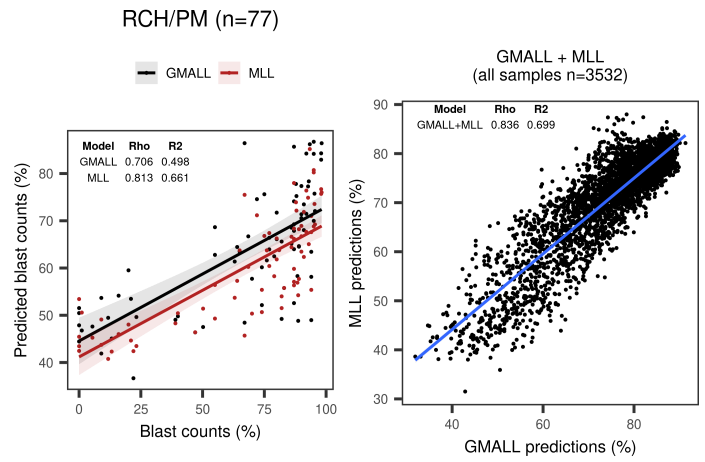 RCH/PM (n=77)
GMALL MLL
Model Rho R2
GMALL 0.706 0.498
MLL 0.813 0.661
Predicted blast counts (%)
80
70
60
50
40
0 25 50 75 100
Blast counts (%)
GMALL + MLL
(all samples n=3532)
Model Rho R2
GMALL+MLL 0.836 0.699
MLL predictions (%)
90
80
70
60
50
40
30
40 60 80
GMALL predictions (%)